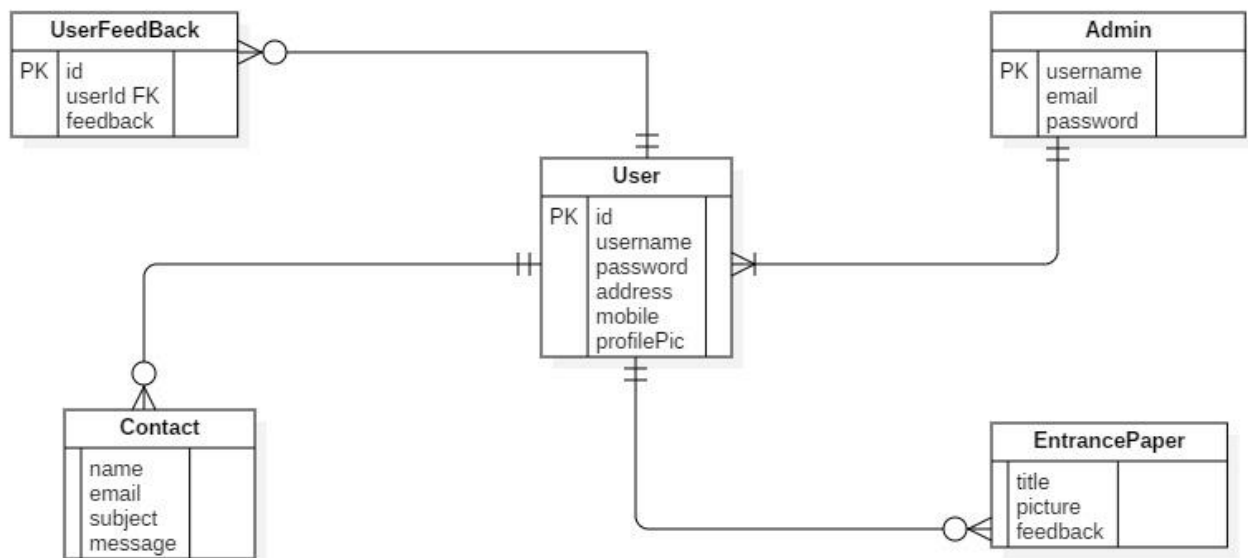 UserFeedBack
PK id
userId FK
feedback
Admin
PK username
email
password
User
PK id
username
password
address
mobile
profilePic
Contact
name
email
subject
message
EntrancePaper
title
picture
feedback